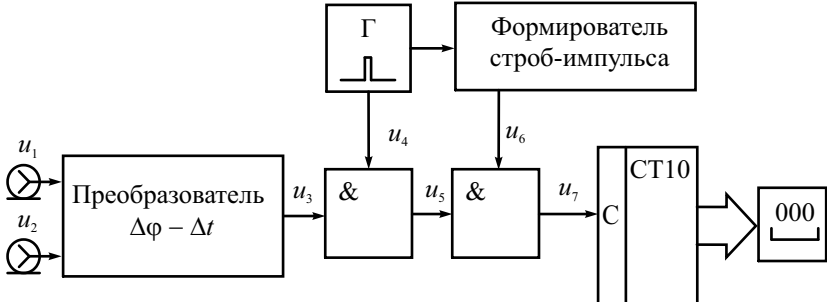 Г
Формирователь
строб-импульса
u₁
u₂
Преобразователь
Δφ – Δt
u₃
u₄
&
u₅
u₆
&
u₇
C
CT10
000